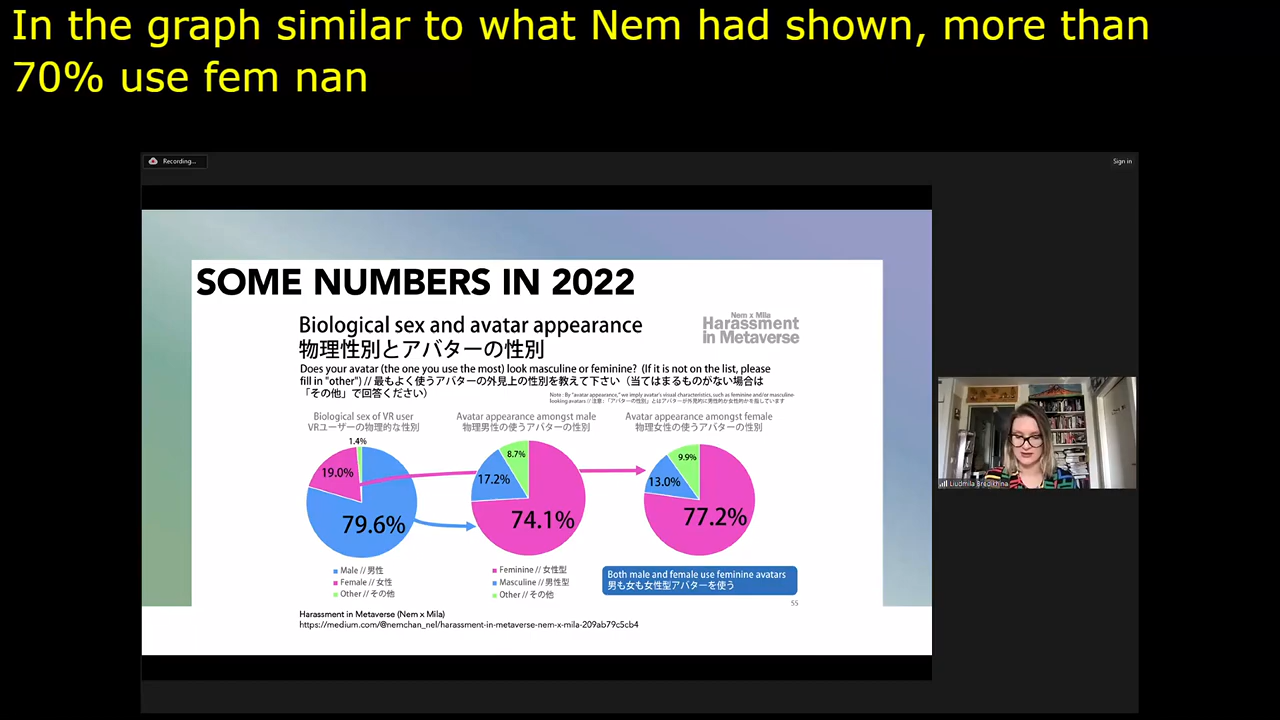 In the graph similar to what Nem had shown, more than
70% use fem nan
Recording...
Sign in
SOME NUMBERS IN 2022
Biological sex and avatar appearance
物理性別とアバターの性別
Nem x Mila
Harassment
in Metaverse
Does your avatar (the one you use the most) look masculine or feminine? (If it is not on the list, please
fill in "other") // 最もよく使うアバターの外見上の性別を教えて下さい（当てはまるものがない場合は
「その他」で回答ください）
Note : By "avatar appearance," we imply avatar's visual characteristics, such as feminine and/or masculine
looking avatars // 注意：「アバターの性別」とはアバターが外見的に男性的か女性的かを指しています
Biological sex of VR user
VRユーザーの物理的な性別
Avatar appearance amongst male
物理男性の使うアバターの性別
Avatar appearance amongst female
物理女性の使うアバターの性別
1.4%
19.0%
79.6%
8.7%
17.2%
74.1%
9.9%
13.0%
77.2%
Male // 男性
Female // 女性
Other // その他
Feminine // 女性型
Masculine // 男性型
Other // その他
Both male and female use feminine avatars
男も女も女性型アバターを使う
55
Harassment in Metaverse (Nem x Mila)
https://medium.com/@nemchan_nel/harassment-in-metaverse-nem-x-mila-209ab79c5cb4
Liudmila Bredikhina